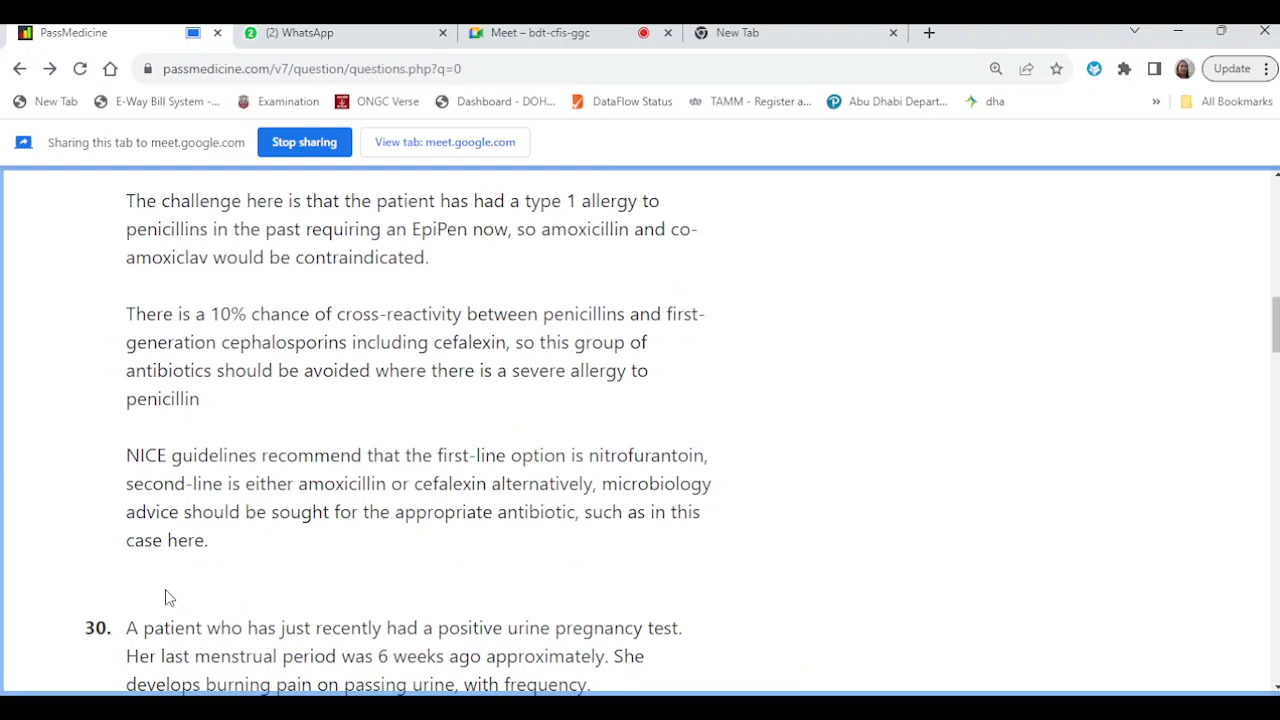 PassMedicine
2
(2) WhatsApp
Meet – bdt-cfis-ggc
New Tab
passmedicine.com/v7/question/questions.php?q=0
Update
New Tab
E-Way Bill System -...
Examination
ONGC Verse
Dashboard - DOH...
DataFlow Status
TAMM - Register a...
Abu Dhabi Depart...
dha
»
All Bookmarks
Sharing this tab to meet.google.com
Stop sharing
View tab: meet.google.com
The challenge here is that the patient has had a type 1 allergy to
penicillins in the past requiring an EpiPen now, so amoxicillin and co-
amoxiclav would be contraindicated.
There is a 10% chance of cross-reactivity between penicillins and first-
generation cephalosporins including cefalexin, so this group of
antibiotics should be avoided where there is a severe allergy to
penicillin
NICE guidelines recommend that the first-line option is nitrofurantoin,
second-line is either amoxicillin or cefalexin alternatively, microbiology
advice should be sought for the appropriate antibiotic, such as in this
case here.
30. A patient who has just recently had a positive urine pregnancy test.
Her last menstrual period was 6 weeks ago approximately. She
develops burning pain on passing urine, with frequency.